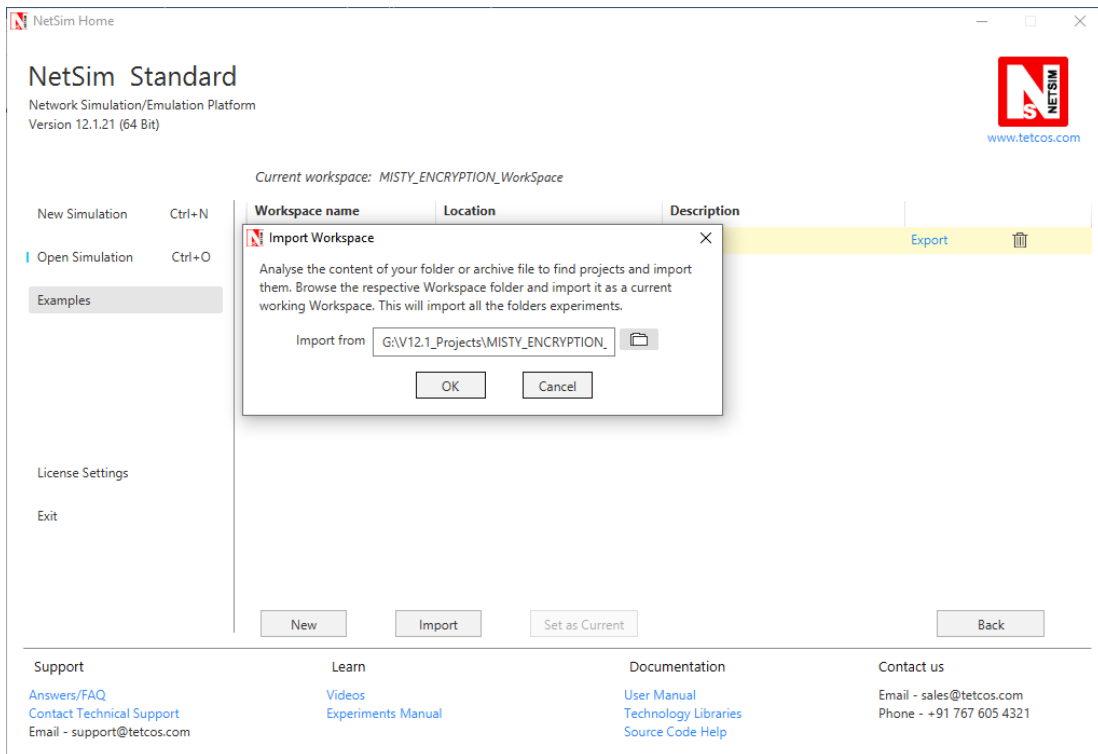 NetSim Home
NetSim Standard
Network Simulation/Emulation Platform
Version 12.1.21 (64 Bit)
NETSIM
www.tetcos.com
Current workspace: MISTY_ENCRYPTION_WorkSpace
New Simulation Ctrl+N
Open Simulation Ctrl+O
Examples
License Settings
Exit
Workspace name Location Description
Export
Import Workspace
Analyse the content of your folder or archive file to find projects and import
them. Browse the respective Workspace folder and import it as a current
working Workspace. This will import all the folders experiments.
Import from G:\V12.1_Projects\MISTY_ENCRYPTION_
OK Cancel
New Import Set as Current Back
Support Learn Documentation Contact us
Answers/FAQ Videos User Manual Email - sales@tetcos.com
Contact Technical Support Experiments Manual Technology Libraries Phone - +91 767 605 4321
Email - support@tetcos.com Source Code Help